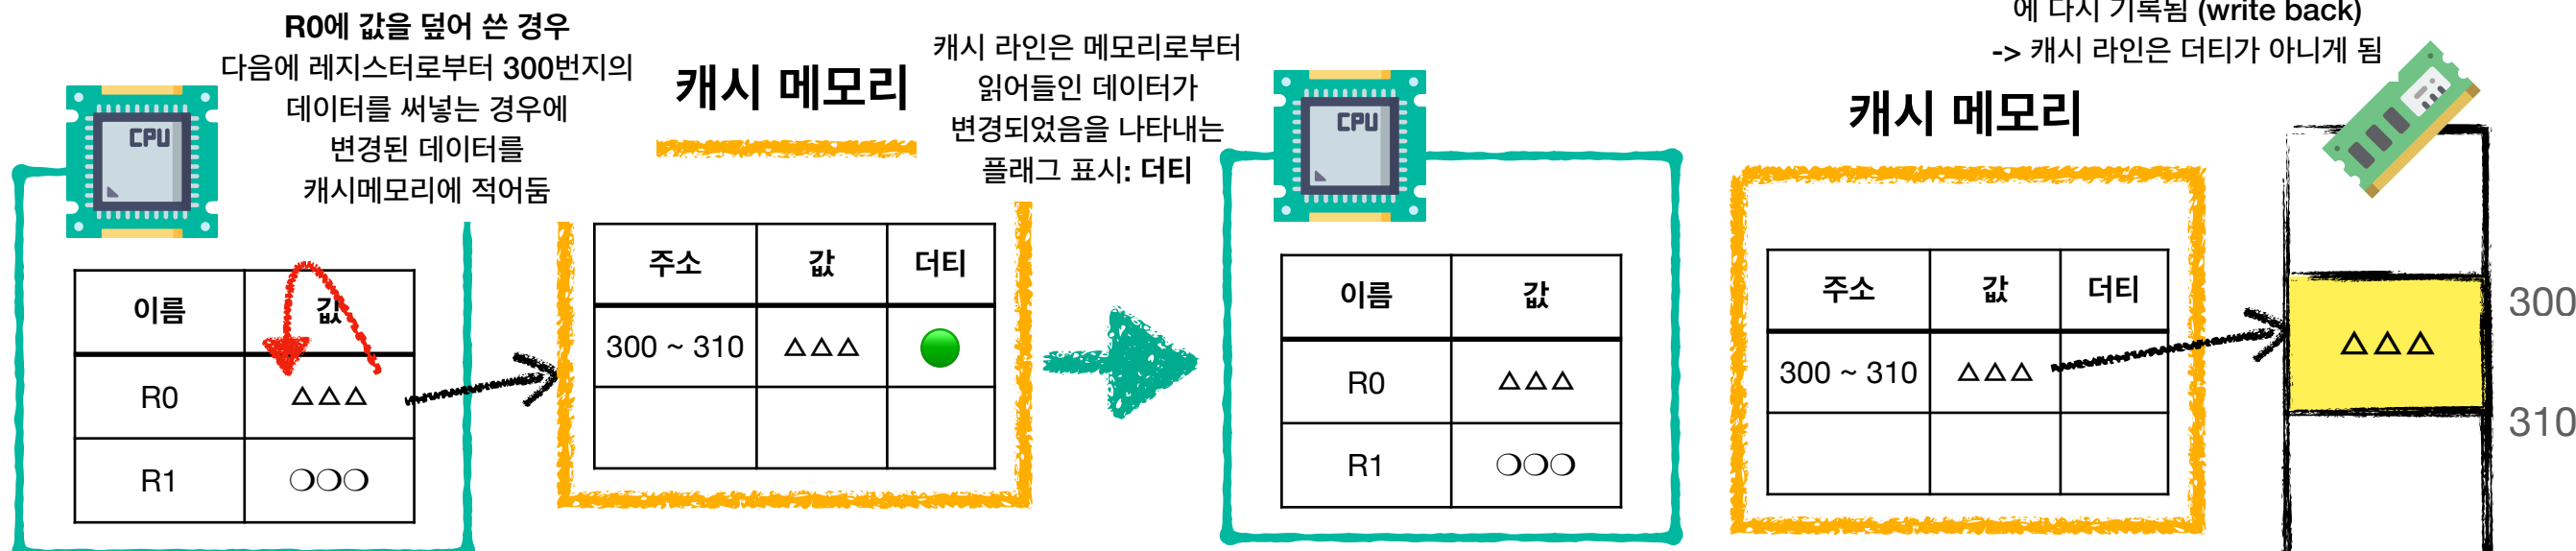 R0에 값을 덮어 쓴 경우
다음에 레지스터로부터 300번지의
데이터를 써넣는 경우에
변경된 데이터를
캐시메모리에 적어둠
CPU
이름 값
R0 △△△
R1 ○○○
캐시 메모리
주소 값 더티
300 ~ 310 △△△
캐시 라인은 메모리로부터
읽어들인 데이터가
변경되었음을 나타내는
플래그 표시: 더티
CPU
이름 값
R0 △△△
R1 ○○○
에 다시 기록됨 (write back)
-> 캐시 라인은 더티가 아니게 됨
캐시 메모리
주소 값 더티
300 ~ 310 △△△
300
△△△
310